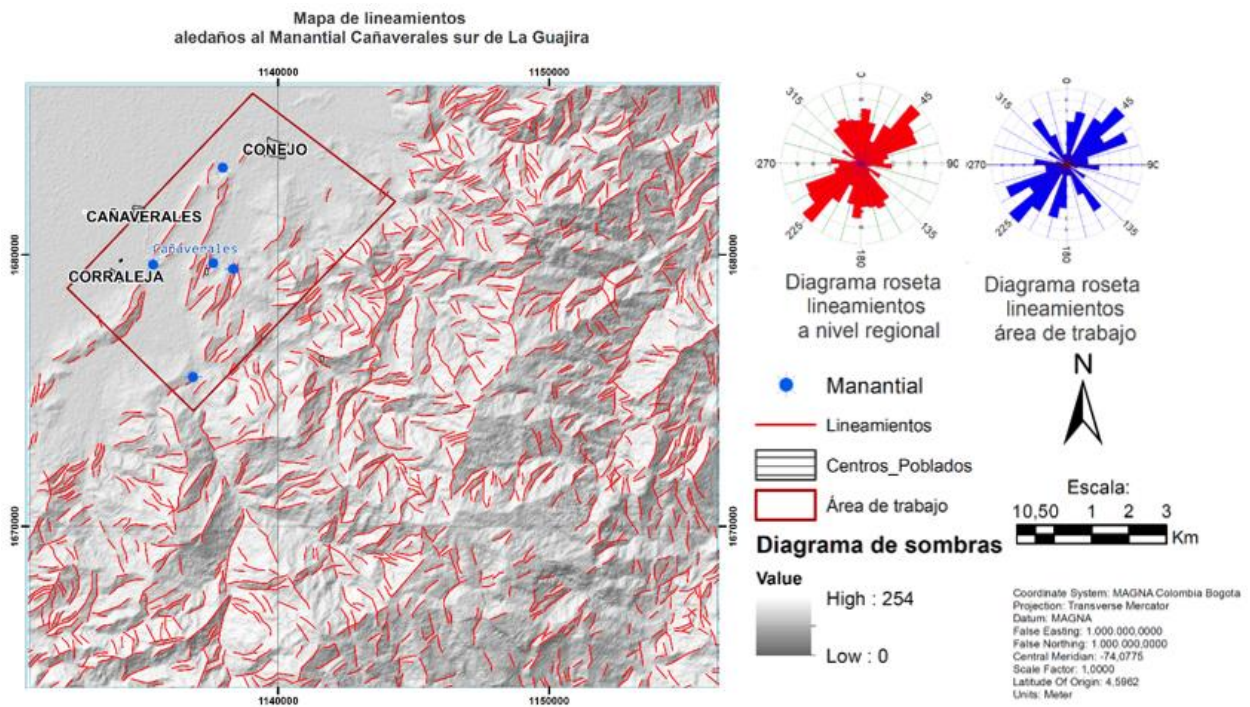 Mapa de lineamientos
aledaños al Manantial Cañaverales sur de La Guajira
1140000
1150000
CONEJO
CAÑAVERALES
Cañaverales
CORRALEJA
1680000
1680000
1670000
1670000
1140000
1150000
0
45
90
135
180
225
270
315
0
45
90
135
180
225
270
315
Diagrama roseta
lineamientos
a nivel regional
Diagrama roseta
lineamientos
área de trabajo
Manantial
Lineamientos
Centros_Poblados
Área de trabajo
Diagrama de sombras
Value
High : 254
Low : 0
N
Escala:
10,50 1 2 3
Km
Coordinate System: MAGNA Colombia Bogota
Projection: Transverse Mercator
Datum: MAGNA
False Easting: 1.000.000,0000
False Northing: 1.000.000,0000
Central Meridian: -74,0775
Scale Factor: 1,0000
Latitude Of Origin: 4,5962
Units: Meter